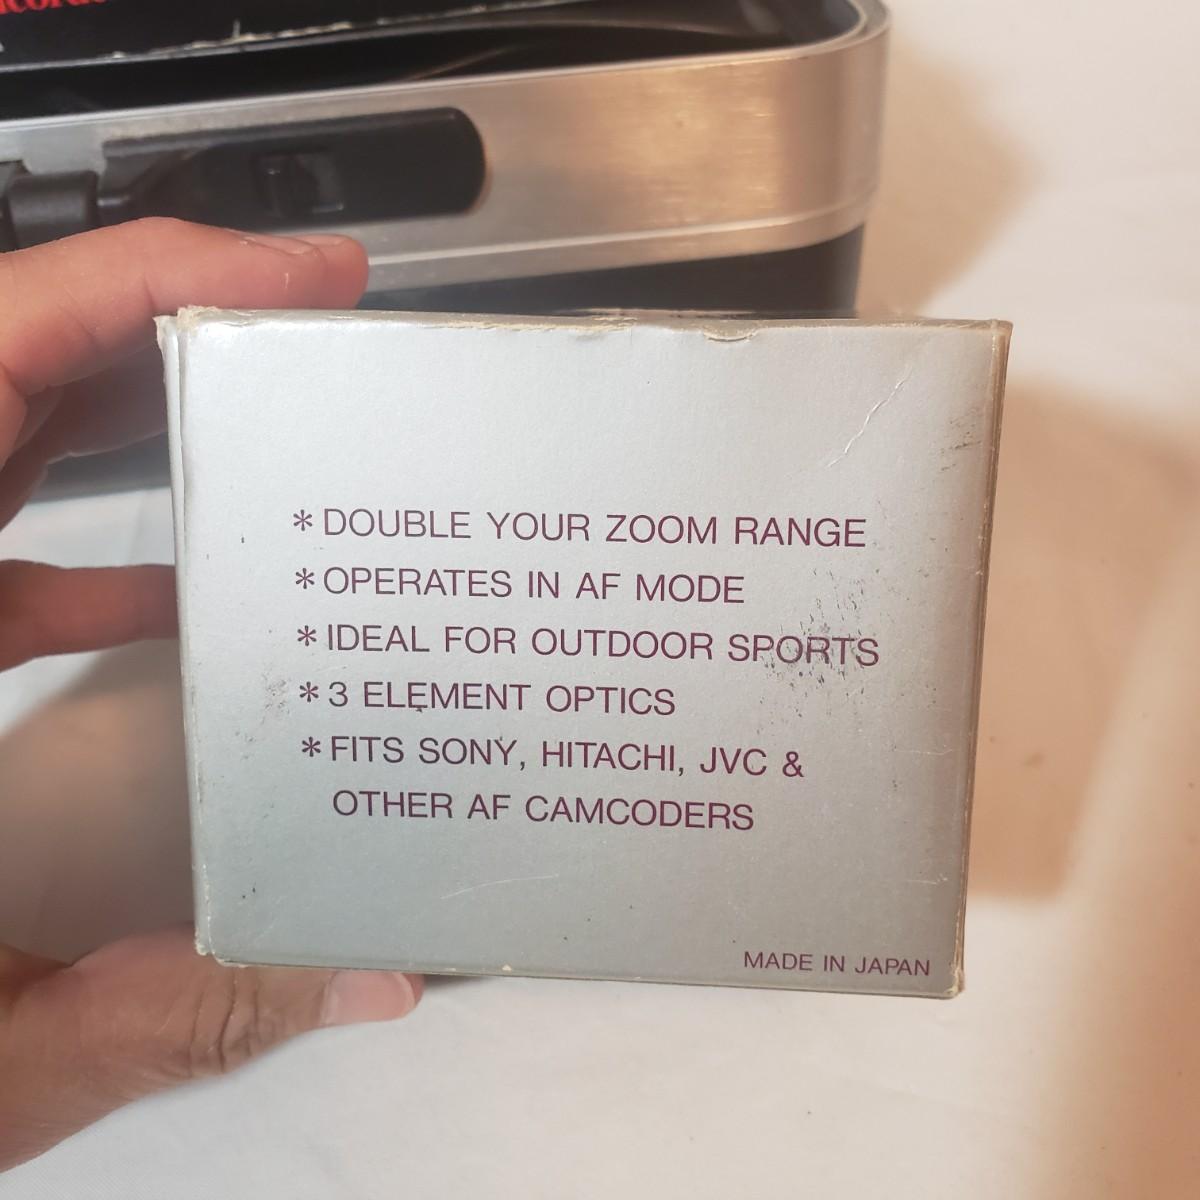 *DOUBLE YOUR ZOOM RANGE
*OPERATES IN AF MODE
*IDEAL FOR OUTDOOR SPORTS
*3 ELEMENT OPTICS
*FITS SONY, HITACHI, JVC &
OTHER AF CAMCODERS
MADE IN JAPAN